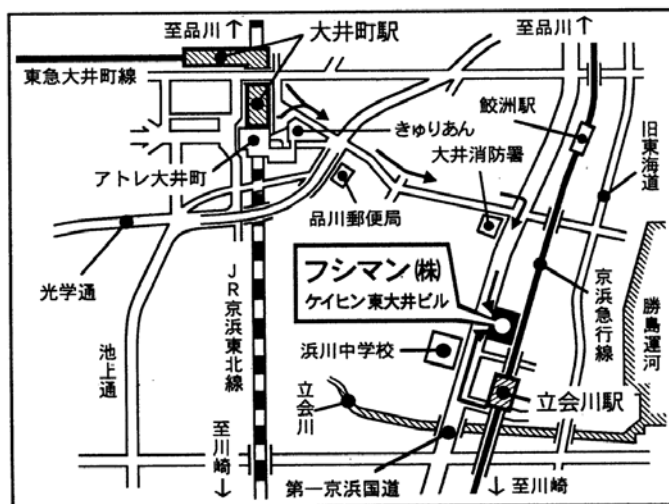 至品川
大井町駅
至品川
東急大井町線
鮫洲駅
きゅりあん
旧東海道
アトレ大井町
大井消防署
品川郵便局
光学通
JR京浜東北線
フシマン(株)
ケイヒン東大井ビル
京浜急行線
勝島運河
池上通
浜川中学校
立会川
立会川駅
至川崎
第一京浜国道
至川崎